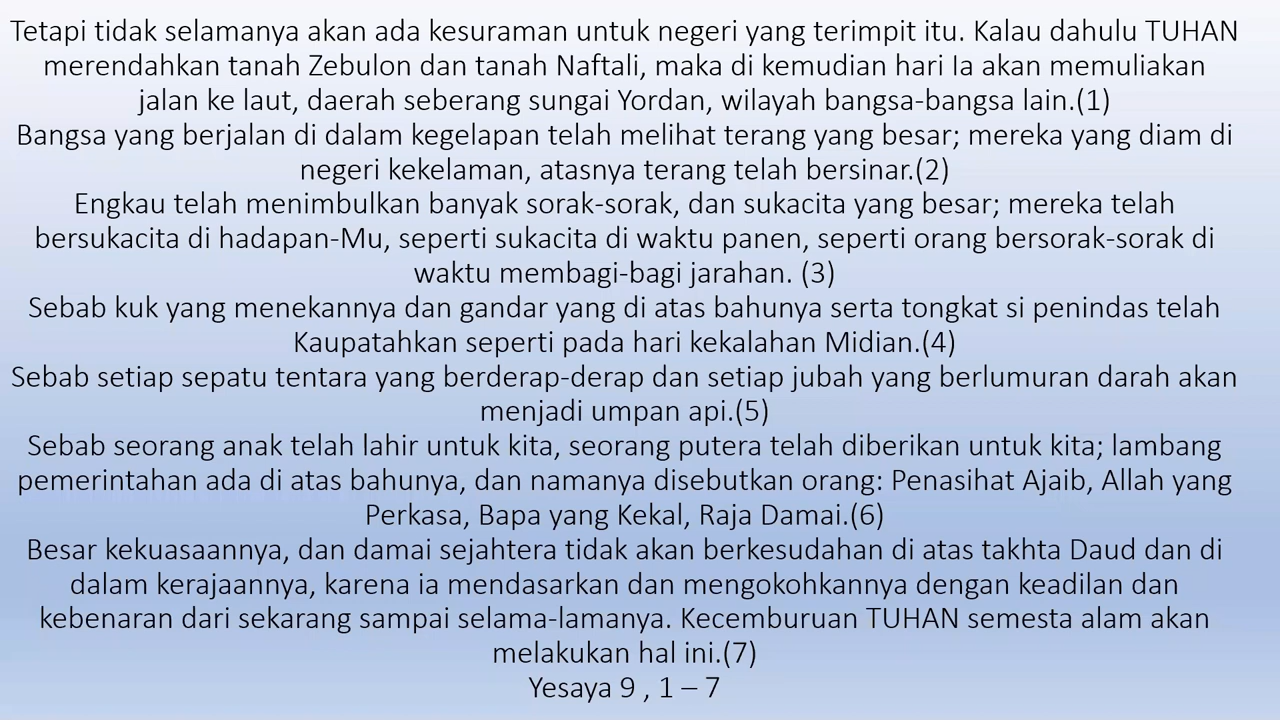 Tetapi tidak selamanya akan ada kesuraman untuk negeri yang terimpit itu. Kalau dahulu TUHAN
merendahkan tanah Zebulon dan tanah Naftali, maka di kemudian hari Ia akan memuliakan
jalan ke laut, daerah seberang sungai Yordan, wilayah bangsa-bangsa lain.(1)
Bangsa yang berjalan di dalam kegelapan telah melihat terang yang besar; mereka yang diam di
negeri kekelaman, atasnya terang telah bersinar.(2)
Engkau telah menimbulkan banyak sorak-sorak, dan sukacita yang besar; mereka telah
bersukacita di hadapan-Mu, seperti sukacita di waktu panen, seperti orang bersorak-sorak di
waktu membagi-bagi jarahan. (3)
Sebab kuk yang menekannya dan gandar yang di atas bahunya serta tongkat si penindas telah
Kaupatahkan seperti pada hari kekalahan Midian.(4)
Sebab setiap sepatu tentara yang berderap-derap dan setiap jubah yang berlumuran darah akan
menjadi umpan api.(5)
Sebab seorang anak telah lahir untuk kita, seorang putera telah diberikan untuk kita; lambang
pemerintahan ada di atas bahunya, dan namanya disebutkan orang: Penasihat Ajaib, Allah yang
Perkasa, Bapa yang Kekal, Raja Damai.(6)
Besar kekuasaannya, dan damai sejahtera tidak akan berkesudahan di atas takhta Daud dan di
dalam kerajaannya, karena ia mendasarkan dan mengokohkannya dengan keadilan dan
kebenaran dari sekarang sampai selama-lamanya. Kecemburuan TUHAN semesta alam akan
melakukan hal ini.(7)
Yesaya 9 , 1 – 7